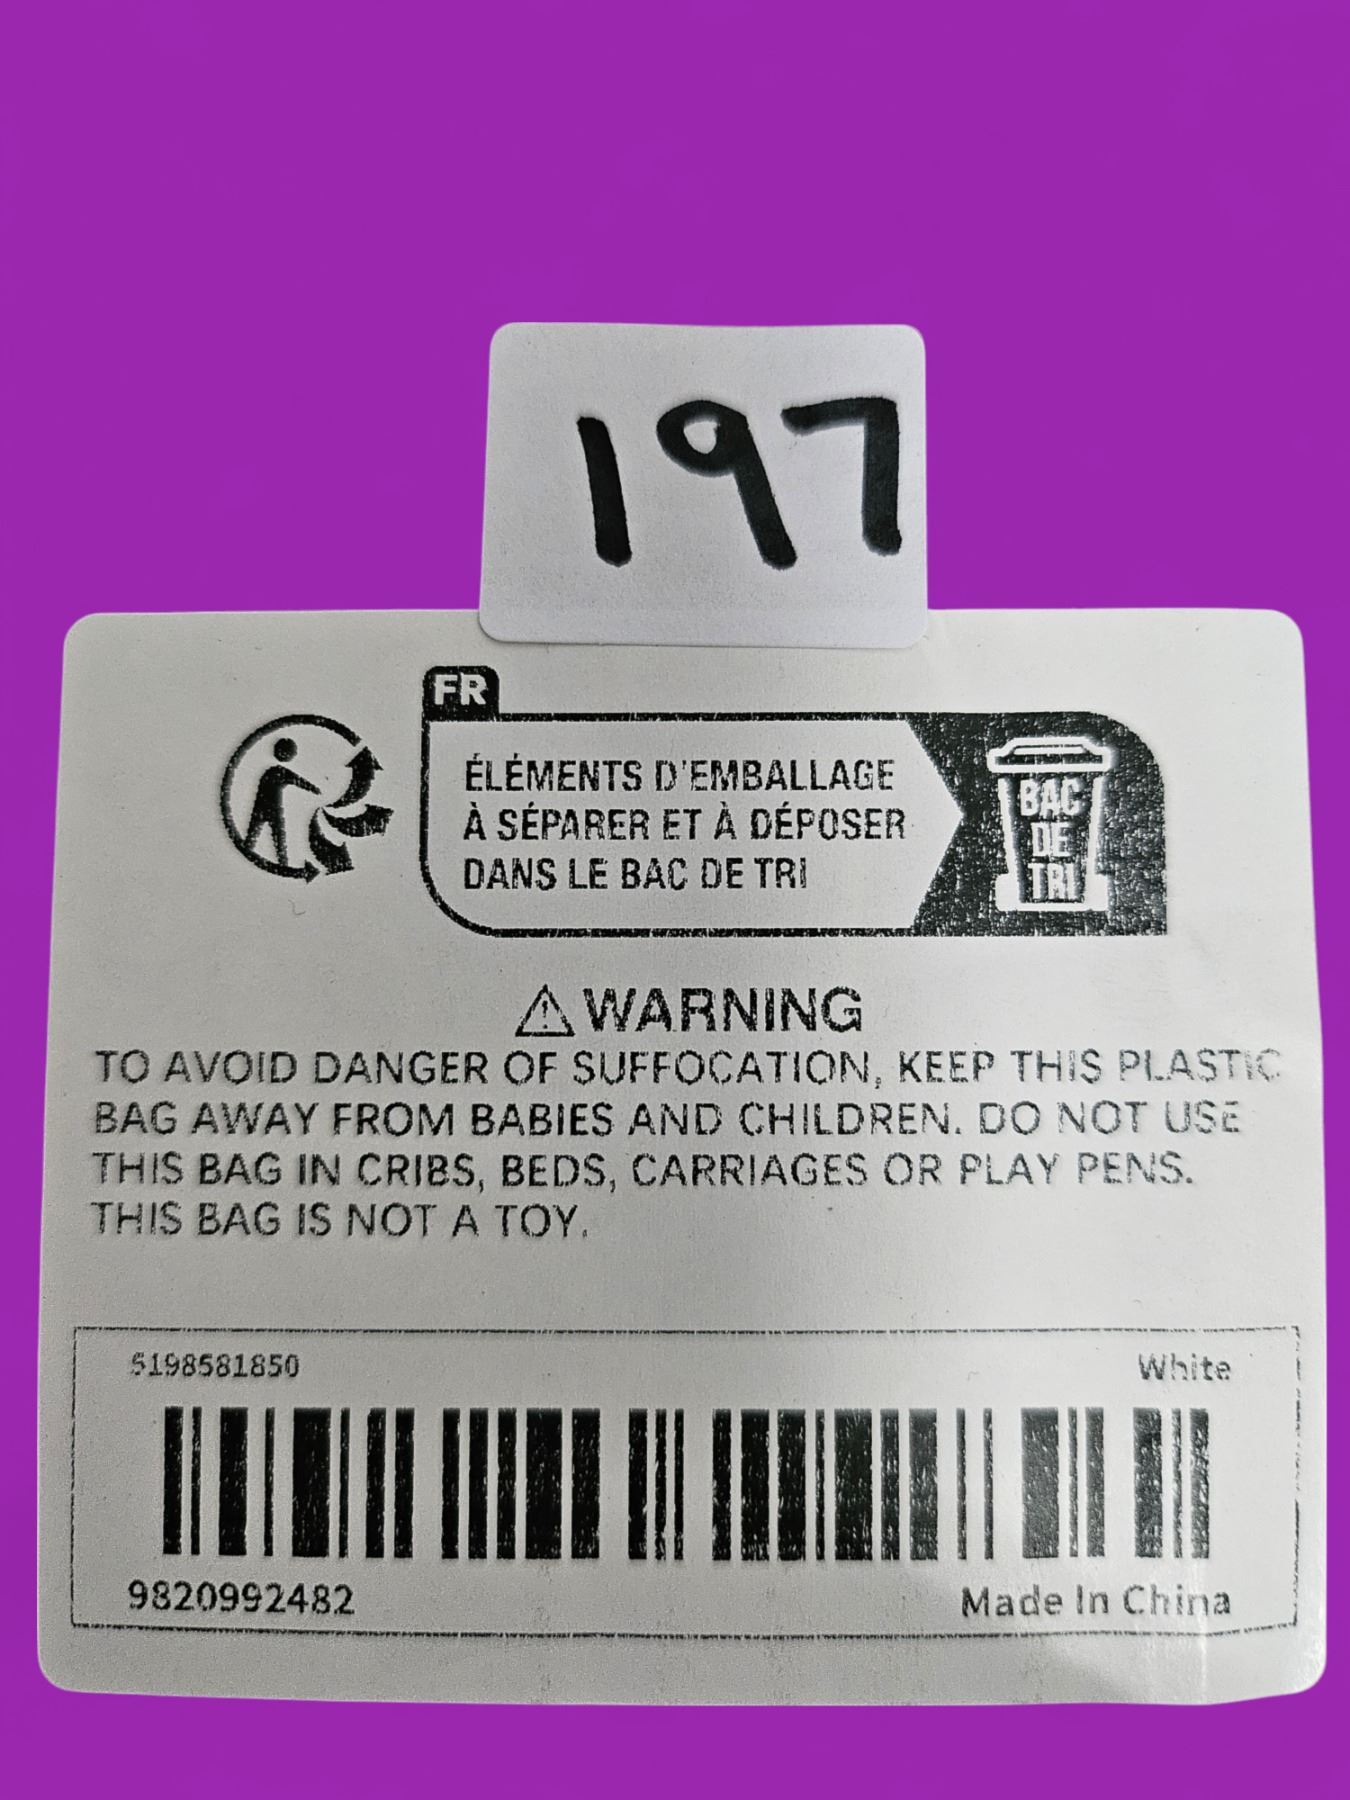 197
FR
ÉLÉMENTS D'EMBALLAGE
À SÉPARER ET À DÉPOSER
DANS LE BAC DE TRI
BAC
DE
TRI
⚠ WARNING
TO AVOID DANGER OF SUFFOCATION, KEEP THIS PLASTIC
BAG AWAY FROM BABIES AND CHILDREN. DO NOT USE
THIS BAG IN CRIBS, BEDS, CARRIAGES OR PLAY PENS.
THIS BAG IS NOT A TOY.
5198581850
White
9820992482
Made In China